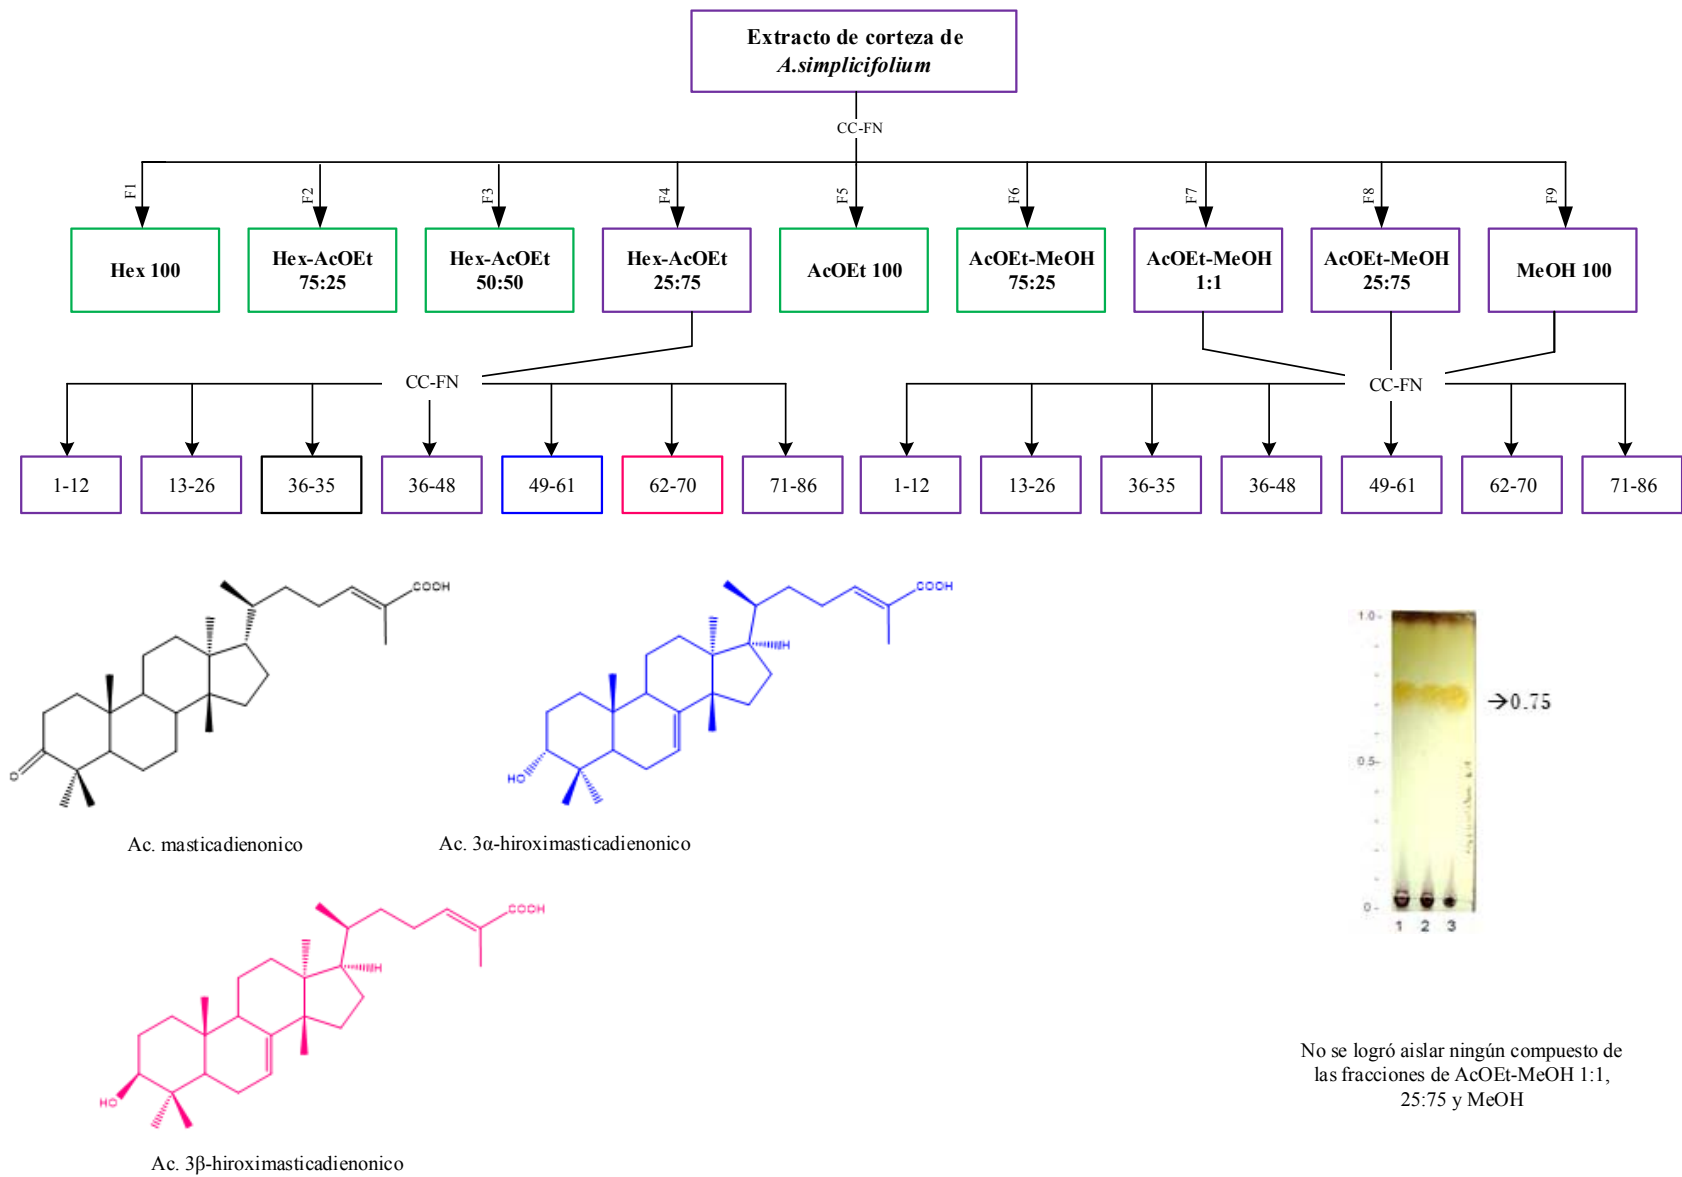 Extracto de corteza de
A.simplicifolium
CC-FN
F1
F2
F3
F4
F5
F6
F7
F8
F9
Hex 100
Hex-AcOEt
75:25
Hex-AcOEt
50:50
Hex-AcOEt
25:75
AcOEt 100
AcOEt-MeOH
75:25
AcOEt-MeOH
1:1
AcOEt-MeOH
25:75
MeOH 100
CC-FN
CC-FN
1-12
13-26
36-35
36-48
49-61
62-70
71-86
1-12
13-26
36-35
36-48
49-61
62-70
71-86
COOH
O
Ac. masticadienonico
COOH
H
HO
Ac. 3α-hiroximasticadienonico
1.0-
0.5-
0-
1 2 3
→0.75
COOH
H
HO
Ac. 3β-hiroximasticadienonico
No se logró aislar ningún compuesto de
las fracciones de AcOEt-MeOH 1:1,
25:75 y MeOH